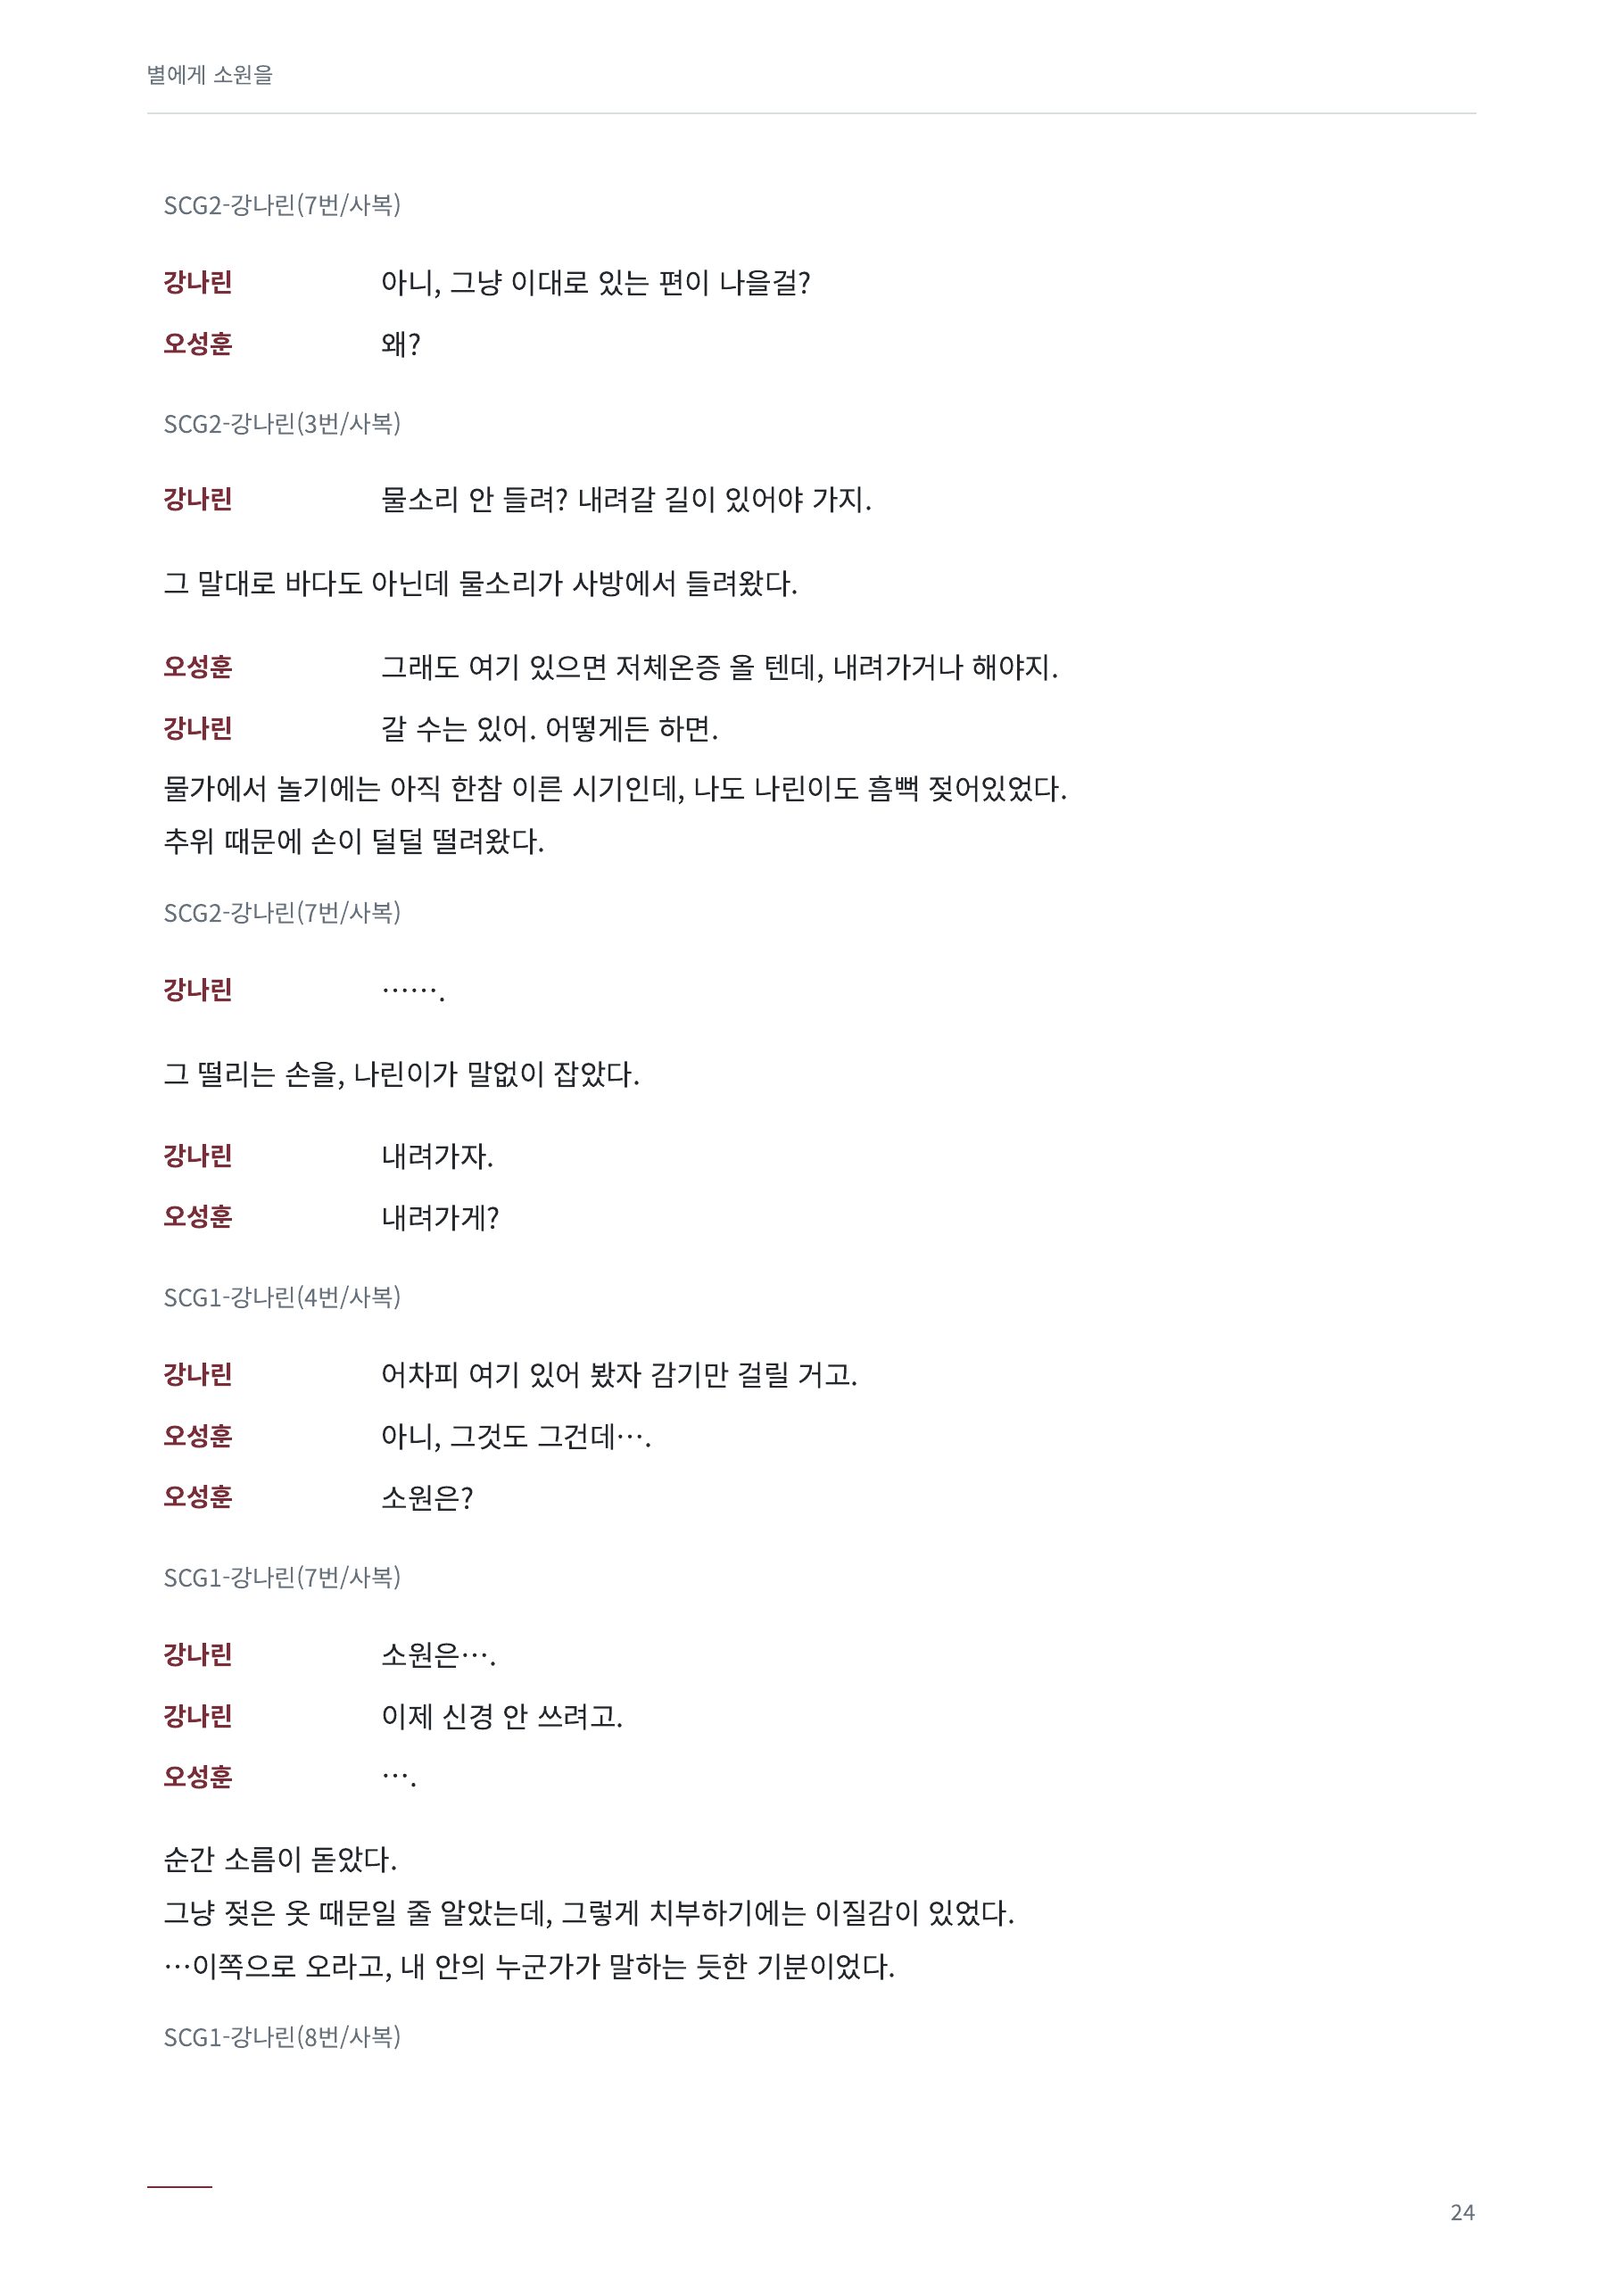 별에게 소원을
SCG2-강나린(7번/사복)
강나린 아니, 그냥 이대로 있는 편이 나을걸?
오성훈 왜?
SCG2-강나린(3번/사복)
강나린 물소리 안 들려? 내려갈 길이 있어야 가지.
그 말대로 바다도 아닌데 물소리가 사방에서 들려왔다.
오성훈 그래도 여기 있으면 저체온증 올 텐데, 내려가거나 해야지.
강나린 갈 수는 있어. 어떻게든 하면.
물가에서 놀기에는 아직 한참 이른 시기인데, 나도 나린이도 흠뻑 젖어있었다.
추위 때문에 손이 덜덜 떨려왔다.
SCG2-강나린(7번/사복)
강나린 ⋯⋯.
그 떨리는 손을, 나린이가 말없이 잡았다.
강나린 내려가자.
오성훈 내려가게?
SCG1-강나린(4번/사복)
강나린 어차피 여기 있어 봤자 감기만 걸릴 거고.
오성훈 아니, 그것도 그건데⋯.
오성훈 소원은?
SCG1-강나린(7번/사복)
강나린 소원은⋯.
강나린 이제 신경 안 쓰려고.
오성훈 ⋯.
순간 소름이 돋았다.
그냥 젖은 옷 때문일 줄 알았는데, 그렇게 치부하기에는 이질감이 있었다.
⋯이쪽으로 오라고, 내 안의 누군가가 말하는 듯한 기분이었다.
SCG1-강나린(8번/사복)
24